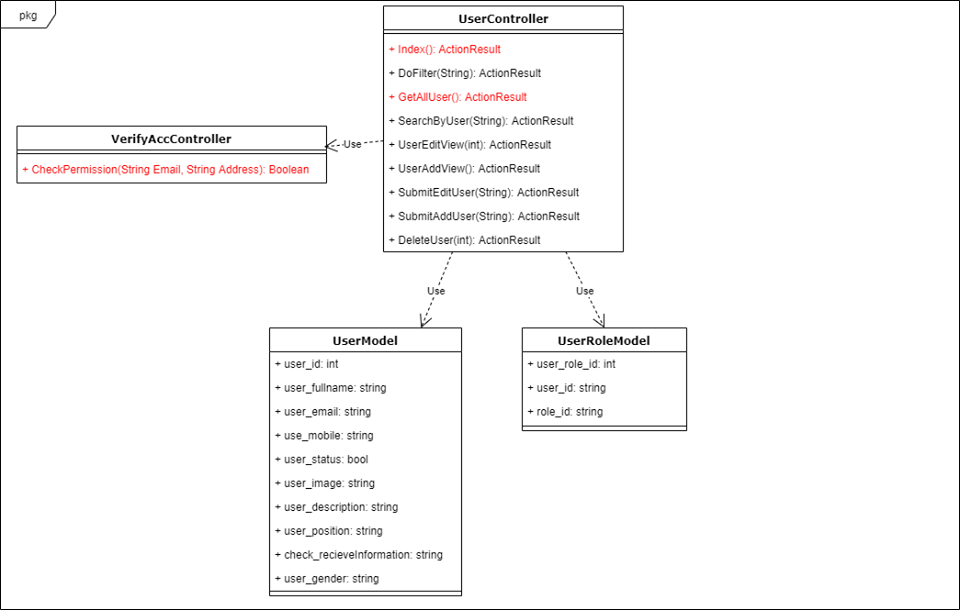 pkg
UserController
+ Index(): ActionResult
+ DoFilter(String): ActionResult
+ GetAllUser(): ActionResult
+ SearchByUser(String): ActionResult
+ UserEditView(int): ActionResult
+ UserAddView(): ActionResult
+ SubmitEditUser(String): ActionResult
+ SubmitAddUser(String): ActionResult
+ DeleteUser(int): ActionResult
VerifyAccController
+ CheckPermission(String Email, String Address): Boolean
Use
Use
Use
UserModel
+ user_id: int
+ user_fullname: string
+ user_email: string
+ use_mobile: string
+ user_status: bool
+ user_image: string
+ user_description: string
+ user_position: string
+ check_recieveInformation: string
+ user_gender: string
UserRoleModel
+ user_role_id: int
+ user_id: string
+ role_id: string